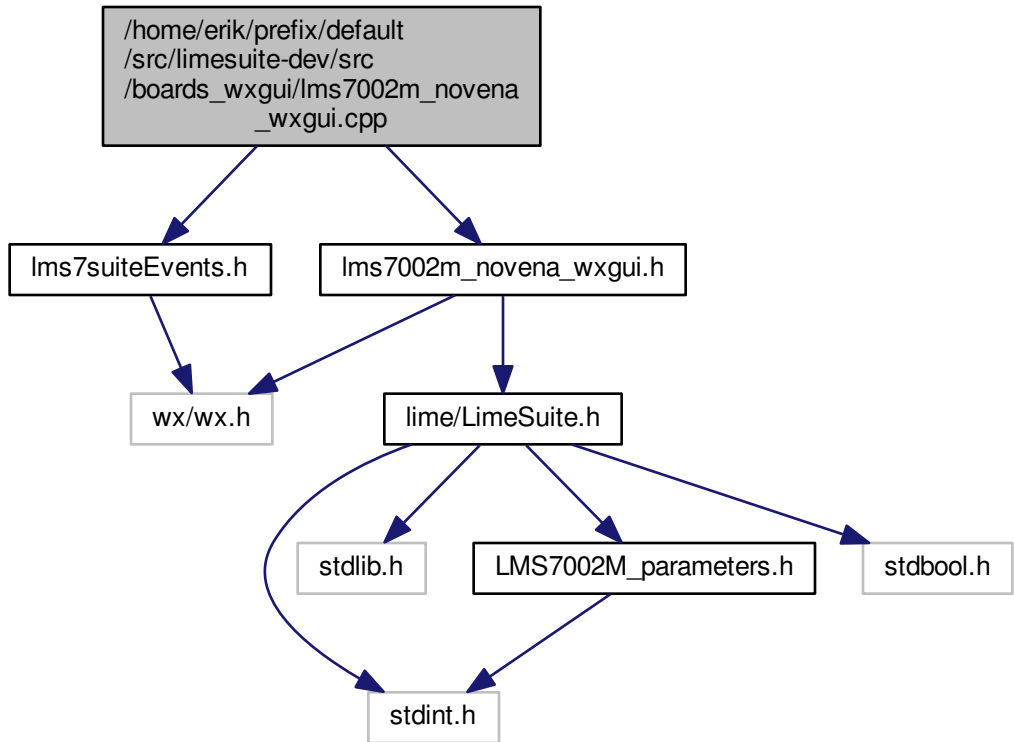 /home/erik/prefix/default
/src/limesuite-dev/src
/boards_wxgui/lms7002m_novena
_wxgui.cpp
lms7suiteEvents.h
lms7002m_novena_wxgui.h
wx/wx.h
lime/LimeSuite.h
stdlib.h
LMS7002M_parameters.h
stdbool.h
stdint.h